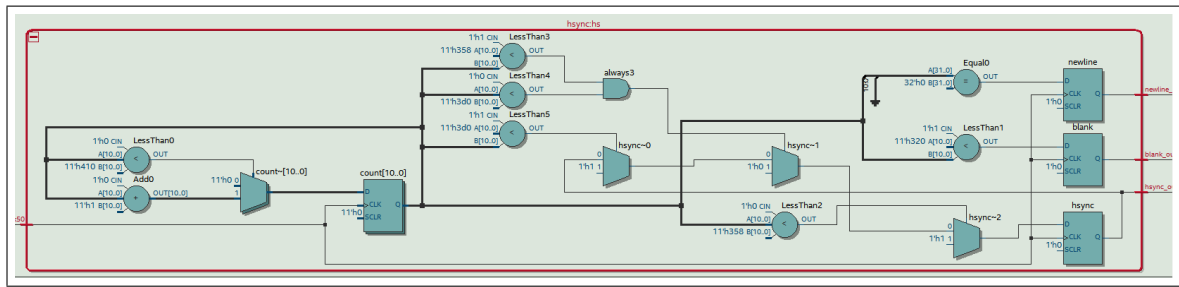 hsync:hs
1'h1 CIN
LessThan3
11'h358 A[10..0]
B[10..0]
OUT
1'h0 CIN
LessThan4
A[10..0]
11'h3d0 B[10..0]
OUT
always3
1'h1 CIN
LessThan5
11'h3d0 A[10..0]
B[10..0]
OUT
hsync~0
0
1'h1 1
hsync~1
0
1'h0 1
1'h0 CIN
LessThan0
A[10..0]
11'h410 B[10..0]
OUT
1'h0 CIN
Add0
A[10..0]
11'h1 B[10..0]
OUT[10..0]
count~[10..0]
11'h0 0
1
count[10..0]
D
CLK
11'h0 SCLR
Q
1'h0 CIN
LessThan2
A[10..0]
11'h358 B[10..0]
OUT
hsync~2
0
1'h1 1
Equal0
A[31..0]
32'h0 B[31..0]
OUT
newline
D
CLK
1'h0 SCLR
Q
newline_
1'h1 CIN
LessThan1
11'h320 A[10..0]
B[10..0]
OUT
blank
D
CLK
1'h0 SCLR
Q
blank_ou
hsync_o
hsync
D
CLK
1'h0 SCLR
Q